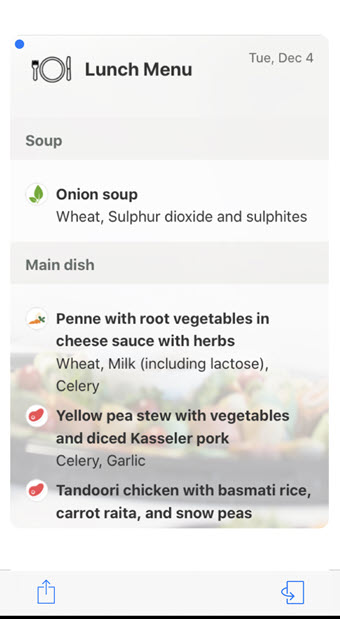 Tue, Dec 4
Lunch Menu
Soup
Onion soup
Wheat, Sulphur dioxide and sulphites
Main dish
Penne with root vegetables in
cheese sauce with herbs
Wheat, Milk (including lactose),
Celery
Yellow pea stew with vegetables
and diced Kasseler pork
Celery, Garlic
Tandoori chicken with basmati rice,
carrot raita, and snow peas